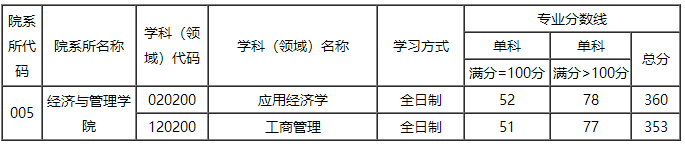 院系所代码 院系所名称 学科（领域）代码 学科（领域）名称 学习方式 专业分数线
单科 单科 总分
满分=100分 满分>100分
005 经济与管理学院 020200 应用经济学 全日制 52 78 360
120200 工商管理 全日制 51 77 353